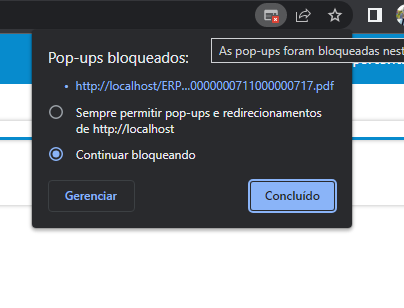 As pop-ups foram bloqueadas nest
Pop-ups bloqueados:
http://localhost/ERP...0000000711000000717.pdf
Sempre permitir pop-ups e redirecionamentos
de http://localhost
Continuar bloqueando
Gerenciar
Concluído